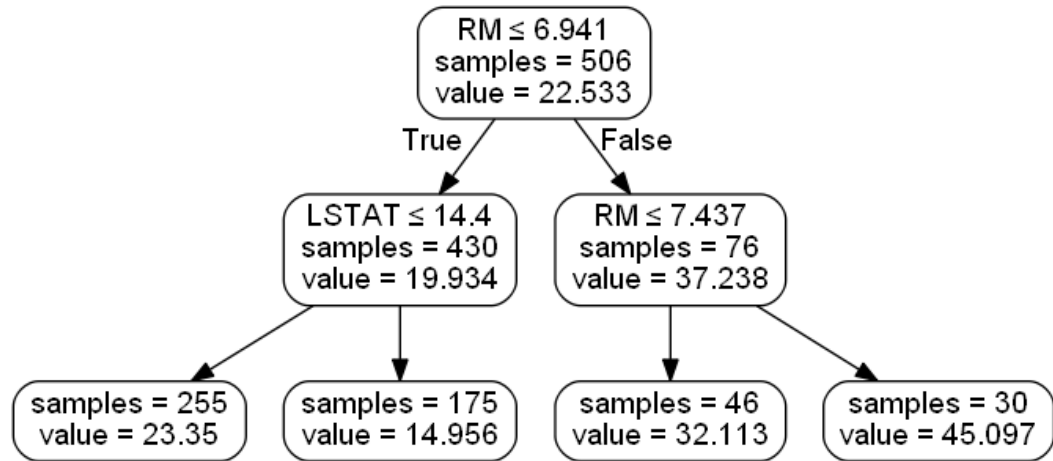 RM ≤ 6.941
samples = 506
value = 22.533
True
False
LSTAT ≤ 14.4
samples = 430
value = 19.934
RM ≤ 7.437
samples = 76
value = 37.238
samples = 255
value = 23.35
samples = 175
value = 14.956
samples = 46
value = 32.113
samples = 30
value = 45.097